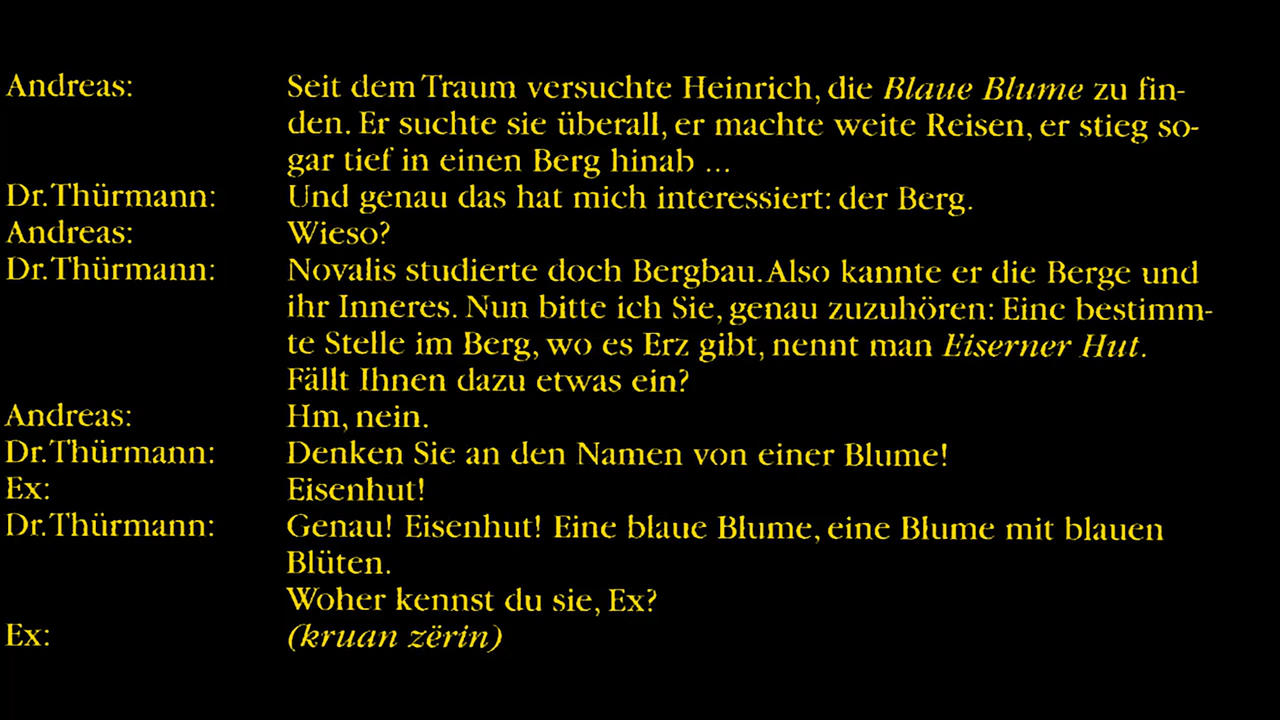 Andreas: Seit dem Traum versuchte Heinrich, die Blaue Blume zu fin-
den. Er suchte sie überall, er machte weite Reisen, er stieg so-
gar tief in einen Berg hinab ...
Dr. Thürmann: Und genau das hat mich interessiert: der Berg.
Andreas: Wieso?
Dr. Thürmann: Novalis studierte doch Bergbau. Also kannte er die Berge und
ihr Inneres. Nun bitte ich Sie, genau zuzuhören: Eine bestimm-
te Stelle im Berg, wo es Erz gibt, nennt man Eiserner Hut.
Fällt Ihnen dazu etwas ein?
Andreas: Hm, nein.
Dr. Thürmann: Denken Sie an den Namen von einer Blume!
Ex: Eisenhut!
Dr. Thürmann: Genau! Eisenhut! Eine blaue Blume, eine Blume mit blauen
Blüten.
Woher kennst du sie, Ex?
Ex: (kruan zërin)